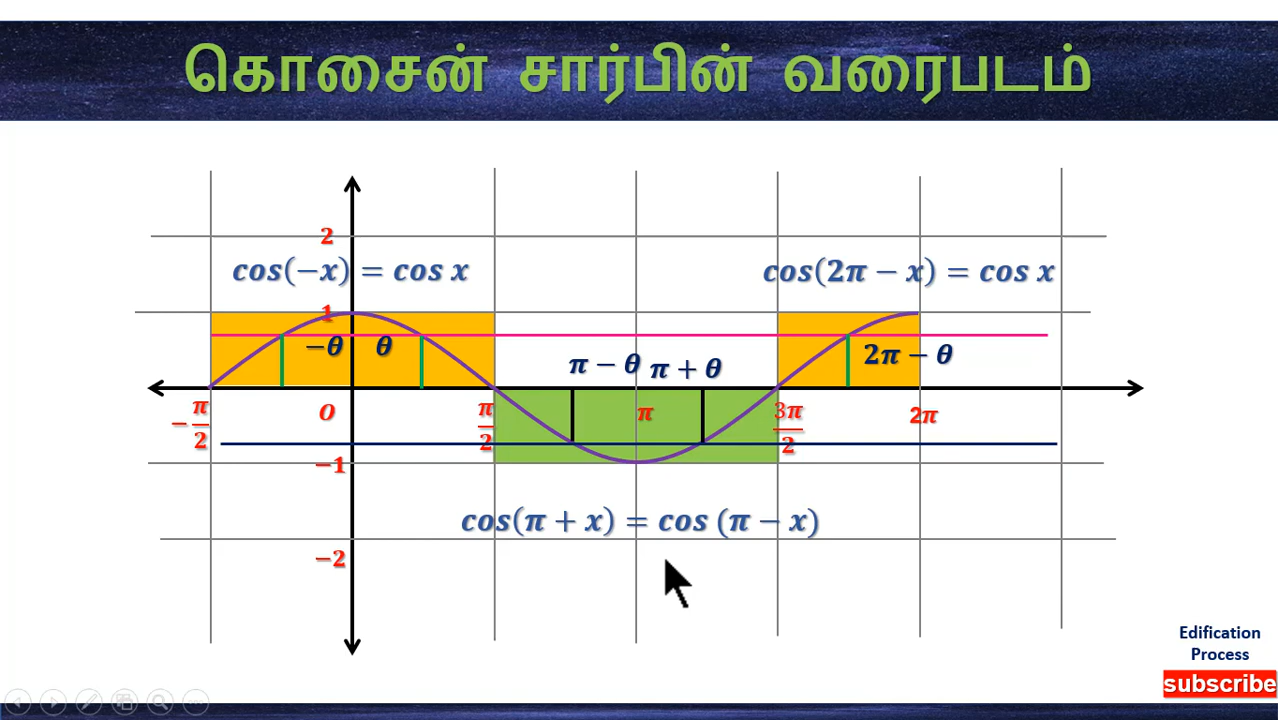 கொசைன் சார்பின் வரைபடம்
2
cos(−x) = cos x
cos(2π − x) = cos x
1
−θ θ
π − θ π + θ
2π − θ
−π/2
O
π/2
π
3π/2
2π
−1
cos(π + x) = cos (π − x)
−2
Edification
Process
subscribe